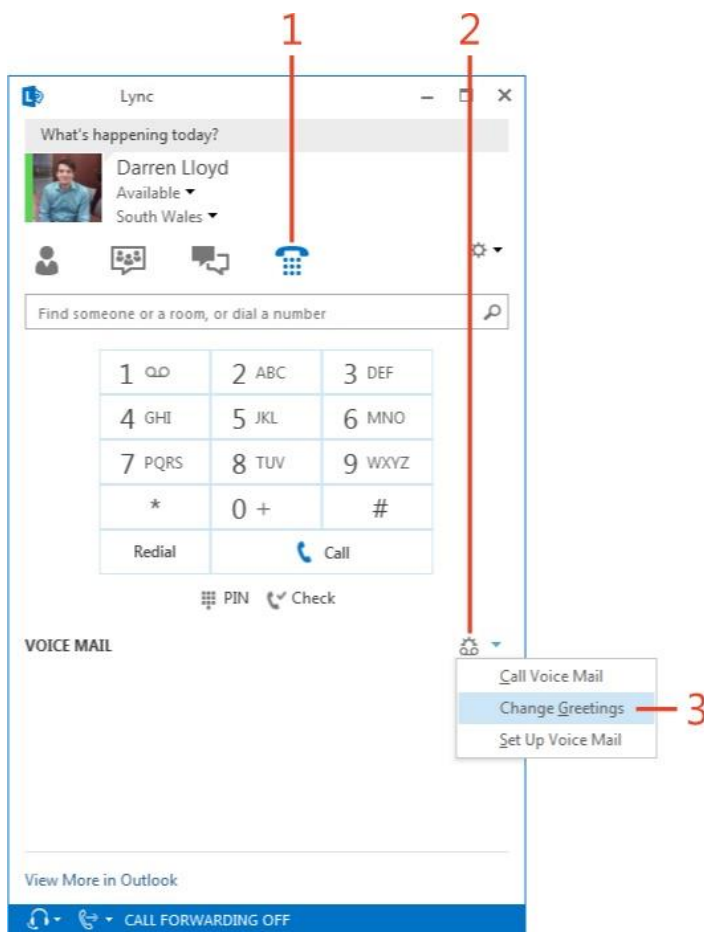 1 2
Lync
What's happening today?
Darren Lloyd
Available
South Wales
Find someone or a room, or dial a number
1 2 ABC 3 DEF
4 GHI 5 JKL 6 MNO
7 PQRS 8 TUV 9 WXYZ
* 0 + #
Redial Call
PIN Check
VOICE MAIL
Call Voice Mail
Change Greetings 3
Set Up Voice Mail
View More in Outlook
CALL FORWARDING OFF